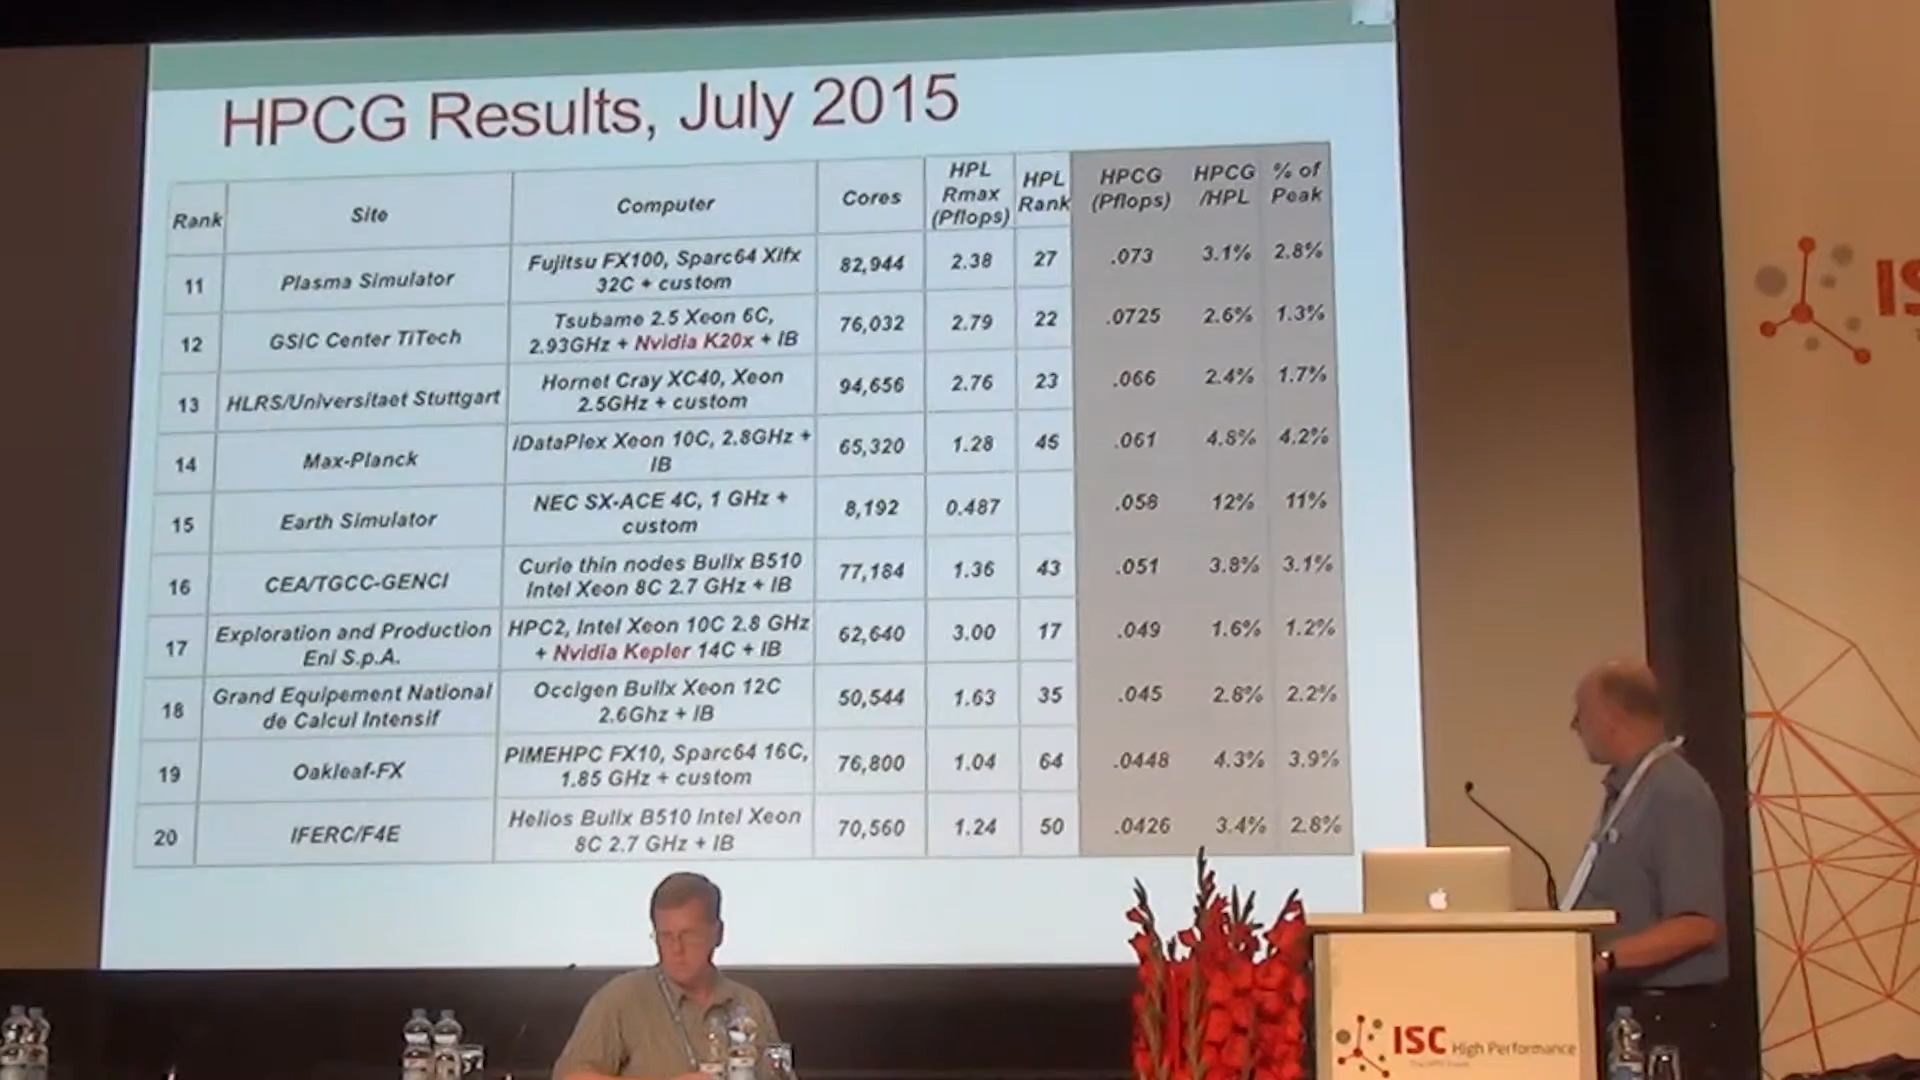 HPCG Results, July 2015
Rank Site Computer Cores HPL Rmax (Pflops) HPL Rank HPCG (Pflops) HPCG /HPL % of Peak
11 Plasma Simulator Fujitsu FX100, Sparc64 Xifx 32C + custom 82,944 2.38 27 .073 3.1% 2.8%
12 GSIC Center TiTech Tsubame 2.5 Xeon 6C, 2.93GHz + Nvidia K20x + IB 76,032 2.79 22 .0725 2.6% 1.3%
13 HLRS/Universitaet Stuttgart Hornet Cray XC40, Xeon 2.5GHz + custom 94,656 2.76 23 .066 2.4% 1.7%
14 Max-Planck iDataPlex Xeon 10C, 2.8GHz + IB 65,320 1.28 45 .061 4.8% 4.2%
15 Earth Simulator NEC SX-ACE 4C, 1 GHz + custom 8,192 0.487 .058 12% 11%
16 CEA/TGCC-GENCI Curie thin nodes Bullx B510 Intel Xeon 8C 2.7 GHz + IB 77,184 1.36 43 .051 3.8% 3.1%
17 Exploration and Production Eni S.p.A. HPC2, Intel Xeon 10C 2.8 GHz + Nvidia Kepler 14C + IB 62,640 3.00 17 .049 1.6% 1.2%
18 Grand Equipement National de Calcul Intensif Occigen Bullx Xeon 12C 2.6Ghz + IB 50,544 1.63 35 .045 2.8% 2.2%
19 Oakleaf-FX PIMEHPC FX10, Sparc64 16C, 1.85 GHz + custom 76,800 1.04 64 .0448 4.3% 3.9%
20 IFERC/F4E Helios Bullx B510 Intel Xeon 8C 2.7 GHz + IB 70,560 1.24 50 .0426 3.4% 2.8%
IS
ISC High Performance